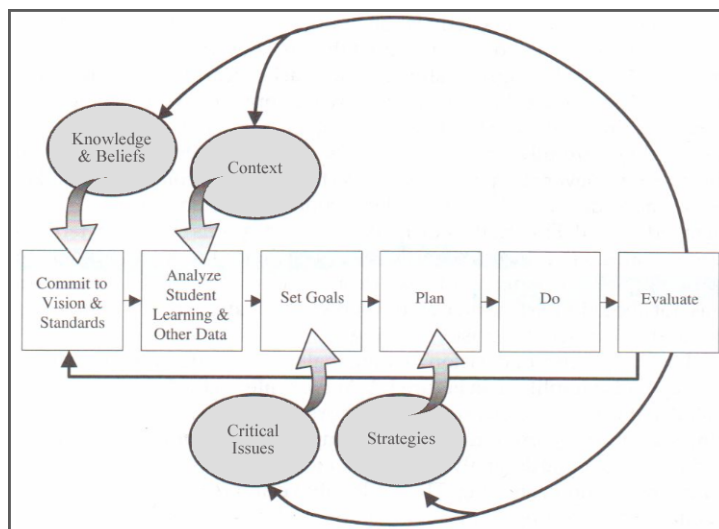 Knowledge
& Beliefs
Context
Commit to
Vision &
Standards
Analyze
Student
Learning &
Other Data
Set Goals
Plan
Do
Evaluate
Critical
Issues
Strategies